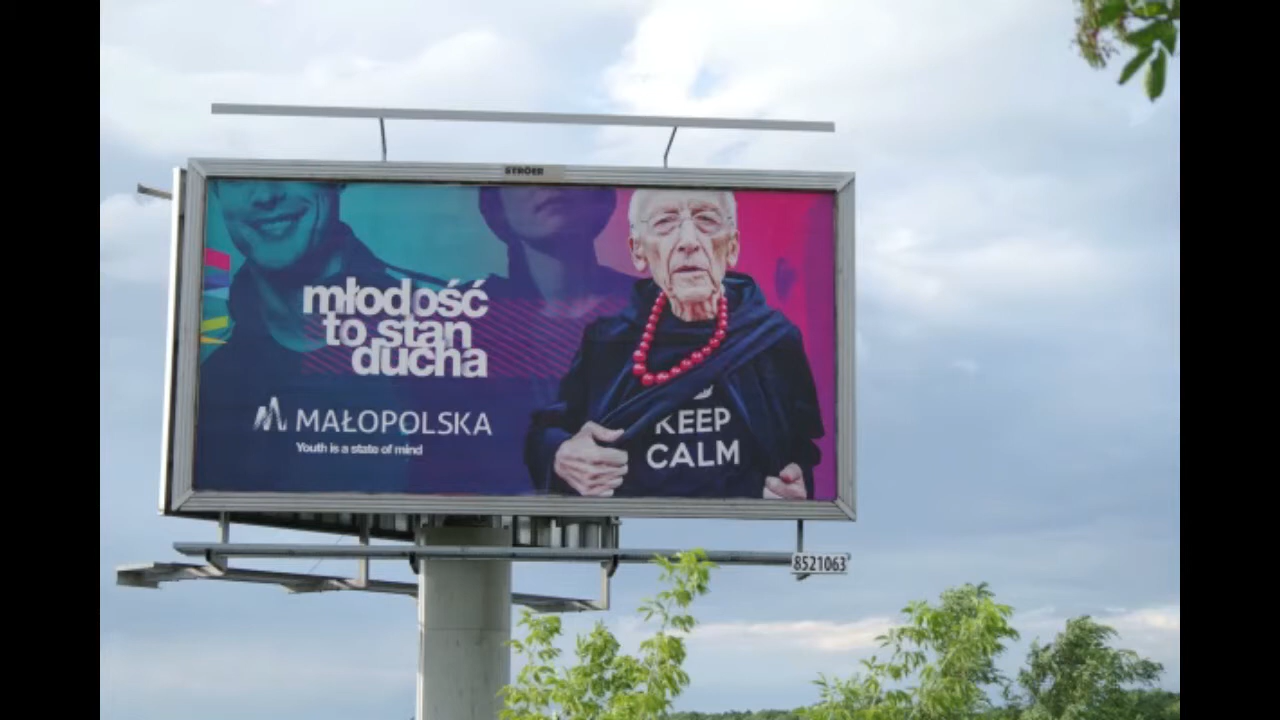 STRÖER
młodość
to stan
ducha
MAŁOPOLSKA
Youth is a state of mind
KEEP
CALM
8521063